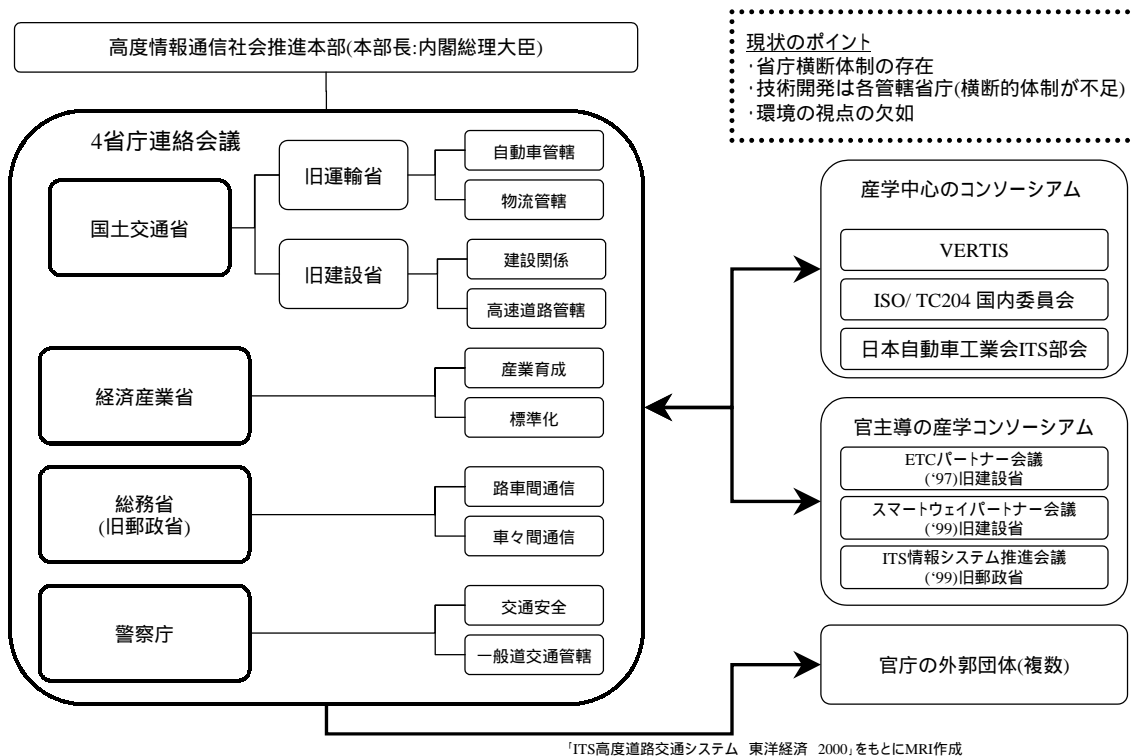 高度情報通信社会推進本部(本部長:内閣総理大臣)
現状のポイント
·省庁横断体制の存在
·技術開発は各管轄省庁(横断的体制が不足)
·環境の視点の欠如
4省庁連絡会議
国土交通省
旧運輸省
自動車管轄
物流管轄
旧建設省
建設関係
高速道路管轄
経済産業省
産業育成
標準化
総務省
(旧郵政省)
路車間通信
車々間通信
警察庁
交通安全
一般道交通管轄
産学中心のコンソーシアム
VERTIS
ISO/ TC204 国内委員会
日本自動車工業会ITS部会
官主導の産学コンソーシアム
ETCパートナー会議
(‘97)旧建設省
スマートウェイパートナー会議
(‘99)旧建設省
ITS情報システム推進会議
(‘99)旧郵政省
官庁の外郭団体(複数)
「ITS高度道路交通システム 東洋経済 2000」をもとにMRI作成